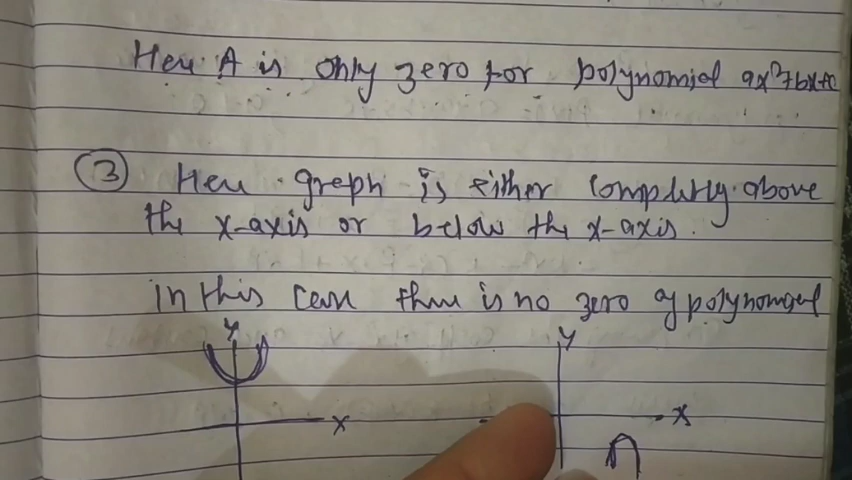 Here A is only zero for polynomial ax²+bx+c
③ Here graph is either completely above
the x-axis or below the x-axis.
in this case there is no zero of polynomial
Y
Y
X
X